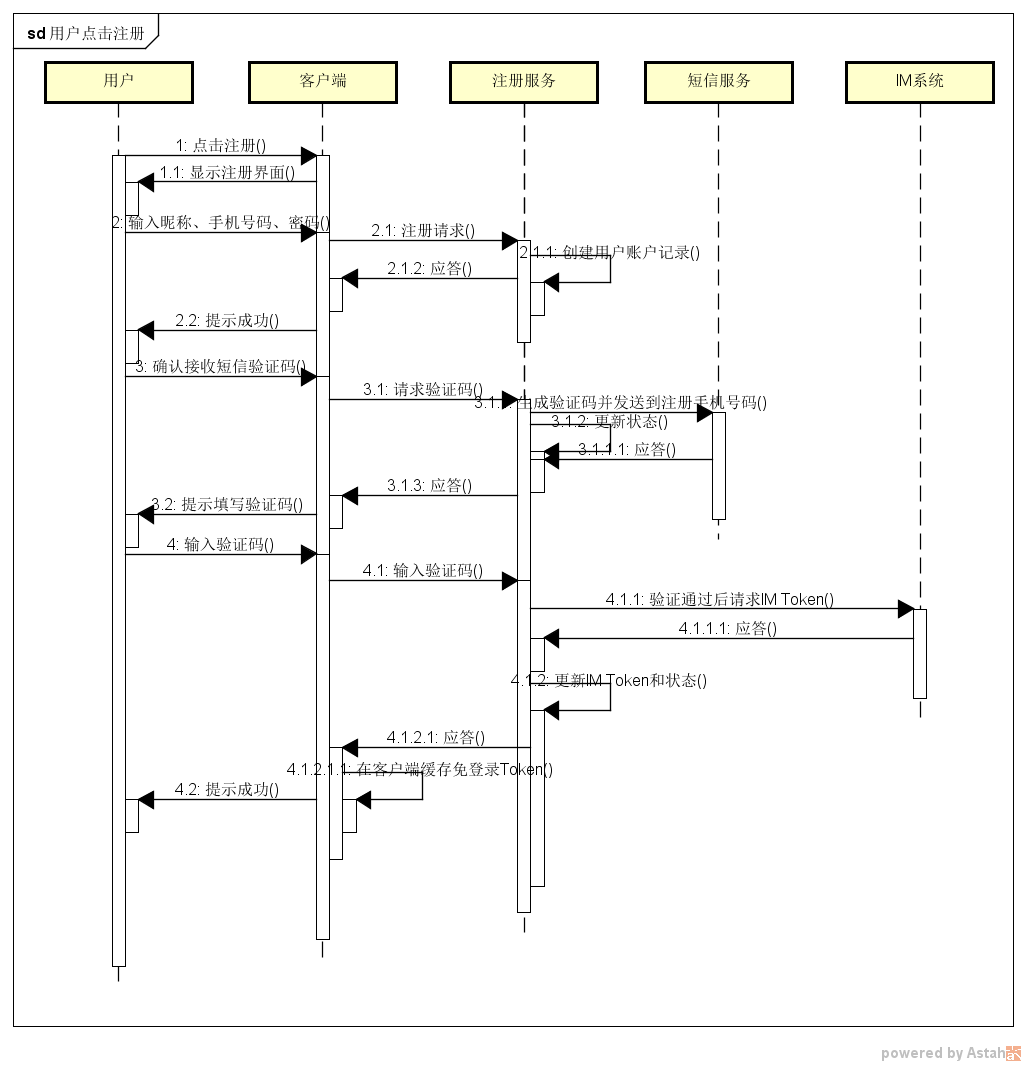 sd 用户点击注册
用户
客户端
注册服务
短信服务
IM系统
1: 点击注册()
1.1: 显示注册界面()
2: 输入昵称、手机号码、密码()
2.1: 注册请求()
2.1.1: 创建用户账户记录()
2.1.2: 应答()
2.2: 提示成功()
3: 确认接收短信验证码()
3.1: 请求验证码()
3.1.1: 生成验证码并发送到注册手机号码()
3.1.2: 更新状态()
3.1.1.1: 应答()
3.1.3: 应答()
3.2: 提示填写验证码()
4: 输入验证码()
4.1: 输入验证码()
4.1.1: 验证通过后请求IM Token()
4.1.1.1: 应答()
4.1.2: 更新IM Token和状态()
4.1.2.1: 应答()
4.1.2.1.1: 在客户端缓存免登录Token()
4.2: 提示成功()
powered by Astah